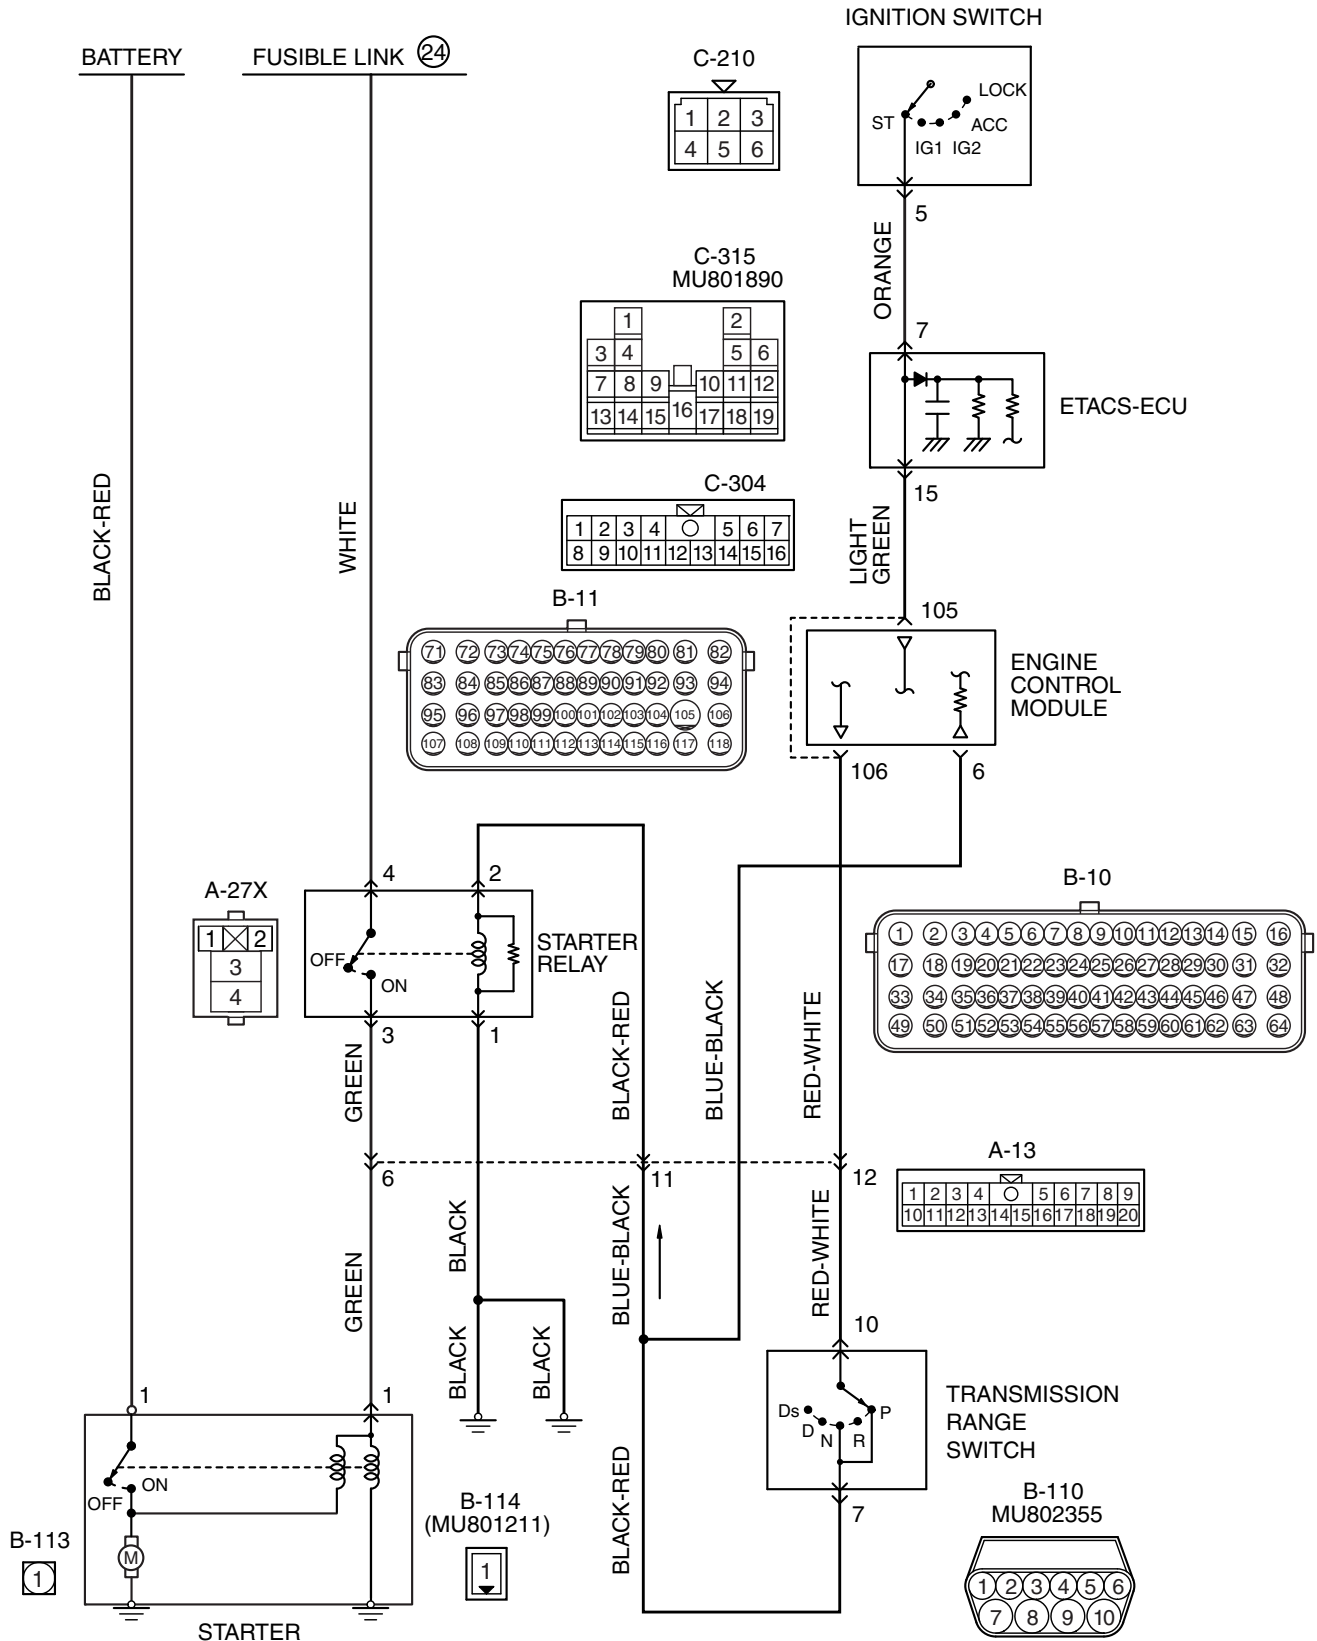 IGNITION SWITCH
BATTERY
FUSIBLE LINK 24
C-210
1 2 3
4 5 6
LOCK
ST
ACC
IG1 IG2
5
ORANGE
C-315
MU801890
1 2
3 4 5 6
7 8 9 10 11 12
13 14 15 16 17 18 19
7
ETACS-ECU
15
BLACK-RED
WHITE
C-304
1 2 3 4 5 6 7
8 9 10 11 12 13 14 15 16
LIGHT
GREEN
B-11
71 72 73 74 75 76 77 78 79 80 81 82
83 84 85 86 87 88 89 90 91 92 93 94
95 96 97 98 99 100 101 102 103 104 105 106
107 108 109 110 111 112 113 114 115 116 117 118
105
ENGINE
CONTROL
MODULE
106
6
A-27X
1 2
3
4
4
2
OFF
ON
STARTER
RELAY
3
1
B-10
1 2 3 4 5 6 7 8 9 10 11 12 13 14 15 16
17 18 19 20 21 22 23 24 25 26 27 28 29 30 31 32
33 34 35 36 37 38 39 40 41 42 43 44 45 46 47 48
49 50 51 52 53 54 55 56 57 58 59 60 61 62 63 64
GREEN
BLACK-RED
BLUE-BLACK
RED-WHITE
6
11
12
A-13
1 2 3 4 5 6 7 8 9
10 11 12 13 14 15 16 17 18 19 20
GREEN
BLACK
BLUE-BLACK
RED-WHITE
BLACK
BLACK
10
TRANSMISSION
RANGE
SWITCH
Ds
D
N
R
P
7
1
1
ON
OFF
M
B-113
1
STARTER
B-114
(MU801211)
1
BLACK-RED
B-110
MU802355
1 2 3 4 5 6
7 8 9 10